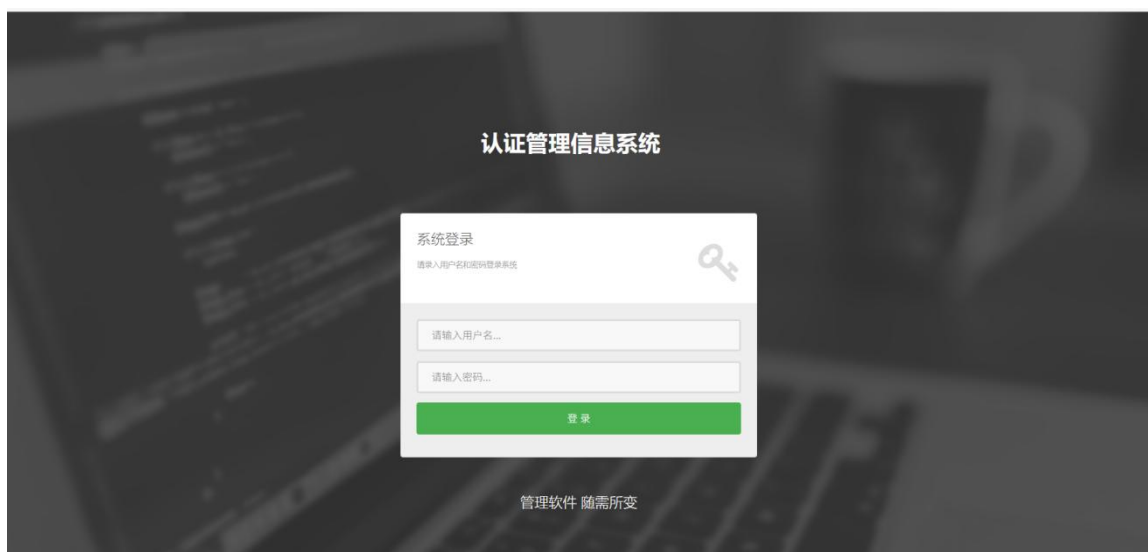 认证管理信息系统
系统登录
请录入用户名和密码登录系统
请输入用户名...
请输入密码...
登 录
管理软件 随需所变